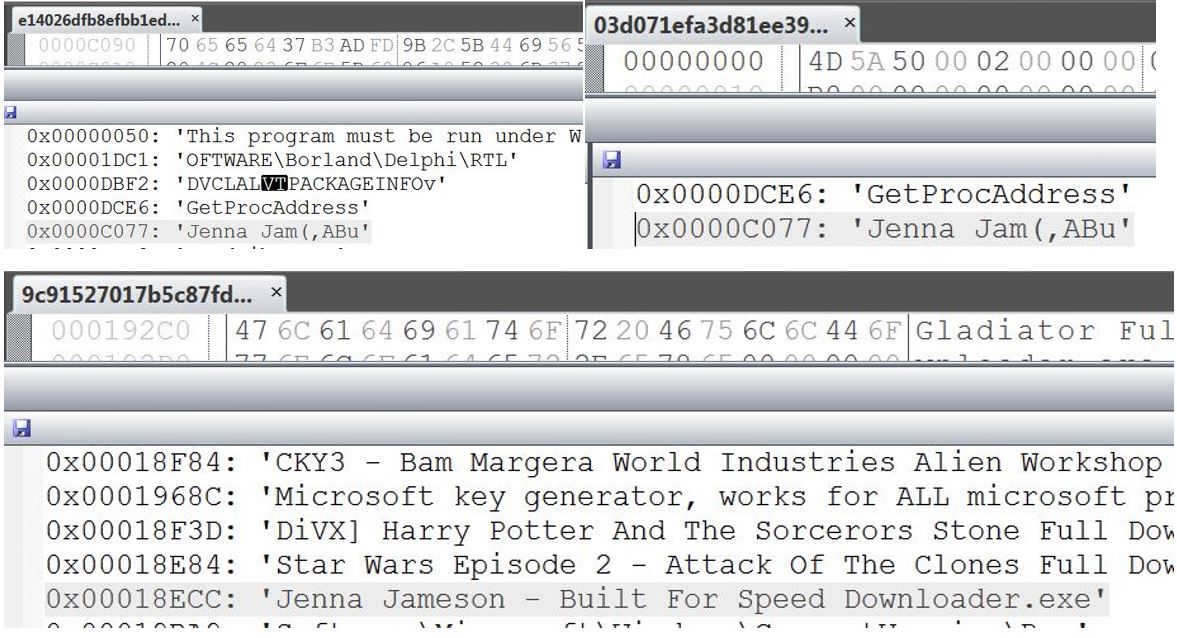 e14026dfb8efbb1ed... ×
0000C090 70 65 65 64 37 B3 AD FD 9B 2C 5B 44 69 56
0x00000050: 'This program must be run under W
0x00001DC1: 'OFTWARE\Borland\Delphi\RTL'
0x0000DBF2: 'DVCLALVTPACKAGEINFOv'
0x0000DCE6: 'GetProcAddress'
0x0000C077: 'Jenna Jam(,ABu'
03d071efa3d81ee39... ×
00000000 4D 5A 50 00 02 00 00 00
0x0000DCE6: 'GetProcAddress'
0x0000C077: 'Jenna Jam(,ABu'
9c91527017b5c87fd... ×
000192C0 47 6C 61 64 69 61 74 6F 72 20 46 75 6C 6C 44 6F Gladiator Ful
0x00018F84: 'CKY3 - Bam Margera World Industries Alien Workshop
0x0001968C: 'Microsoft key generator, works for ALL microsoft pr
0x00018F3D: 'DiVX] Harry Potter And The Sorcerors Stone Full Dow
0x00018E84: 'Star Wars Episode 2 - Attack Of The Clones Full Dow
0x00018ECC: 'Jenna Jameson - Built For Speed Downloader.exe'